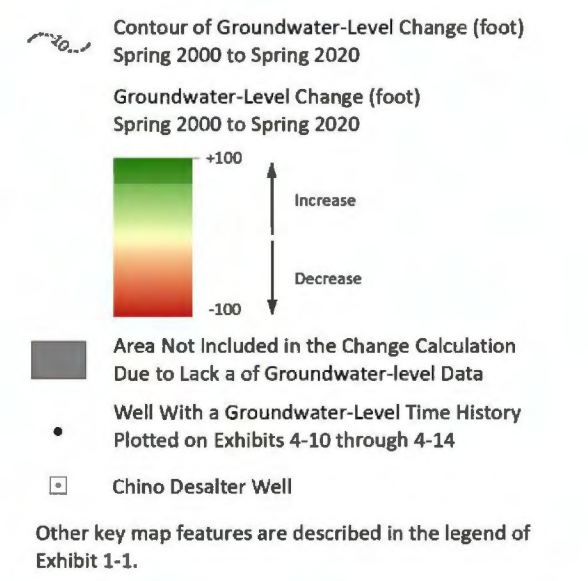 Contour of Groundwater-Level Change (foot)
10
Spring 2000 to Spring 2020
Groundwater-Level Change (foot)
Spring 2000 to Spring 2020
+100
Increase
Decrease
-100
Area Not Included in the Change Calculation
Due to Lack a of Groundwater-level Data
Well With a Groundwater-Level Time History
Plotted on Exhibits 4-10 through 4-14
Chino Desalter Well
Other key map features are described in the legend of
Exhibit 1-1.